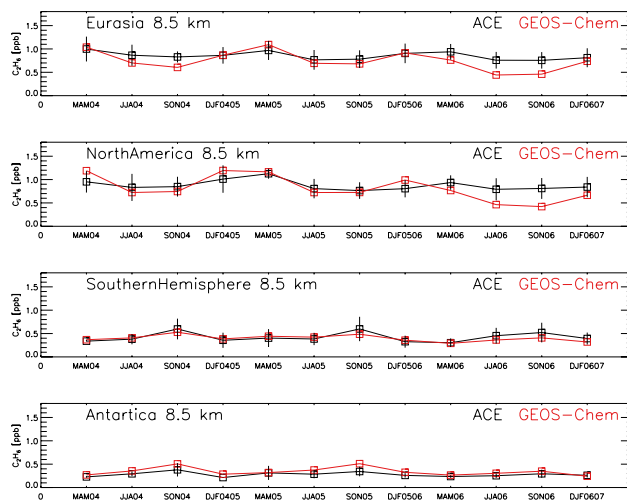 Eurasia 8.5 km ACE GEOS-Chem
C₂H₆ [ppb]
1.5
1.0
0.5
0.0
0 MAM04 JJA04 SON04 DJF0405 MAM05 JJA05 SON05 DJF0506 MAM06 JJA06 SON06 DJF0607
NorthAmerica 8.5 km ACE GEOS-Chem
C₂H₆ [ppb]
1.5
1.0
0.5
0.0
0 MAM04 JJA04 SON04 DJF0405 MAM05 JJA05 SON05 DJF0506 MAM06 JJA06 SON06 DJF0607
SouthernHemisphere 8.5 km ACE GEOS-Chem
C₂H₆ [ppb]
1.5
1.0
0.5
0.0
0 MAM04 JJA04 SON04 DJF0405 MAM05 JJA05 SON05 DJF0506 MAM06 JJA06 SON06 DJF0607
Antartica 8.5 km ACE GEOS-Chem
C₂H₆ [ppb]
1.5
1.0
0.5
0.0
0 MAM04 JJA04 SON04 DJF0405 MAM05 JJA05 SON05 DJF0506 MAM06 JJA06 SON06 DJF0607